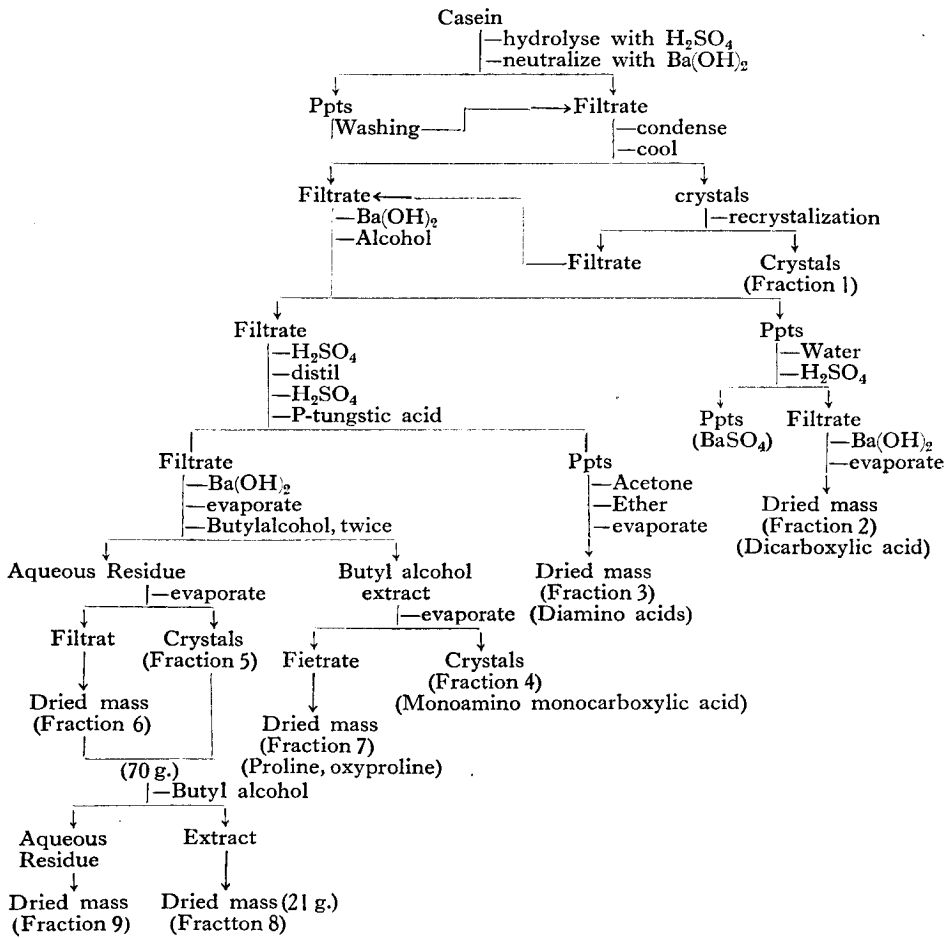 Casein
—hydrolyse with H₂SO₄
—neutralize with Ba(OH)₂
Ppts
Filtrate
Washing
—condense
—cool
Filtrate
crystals
—Ba(OH)₂
—Alcohol
—recrystalization
Filtrate
Crystals
(Fraction 1)
Filtrate
Ppts
—H₂SO₄
—distil
—H₂SO₄
—P-tungstic acid
—Water
—H₂SO₄
Ppts
(BaSO₄)
Filtrate
—Ba(OH)₂
—evaporate
Dried mass
(Fraction 2)
(Dicarboxylic acid)
Filtrate
—Ba(OH)₂
—evaporate
—Butylalcohol, twice
Ppts
—Acetone
—Ether
—evaporate
Dried mass
(Fraction 3)
(Diamino acids)
Aqueous Residue
—evaporate
Butyl alcohol
extract
—evaporate
Filtrat
Crystals
(Fraction 5)
Fietrate
Crystals
(Fraction 4)
(Monoamino monocarboxylic acid)
Dried mass
(Fraction 6)
Dried mass
(Fraction 7)
(Proline, oxyproline)
(70 g.)
—Butyl alcohol
Aqueous
Residue
Extract
Dried mass
(Fraction 9)
Dried mass (21 g.)
(Fractton 8)